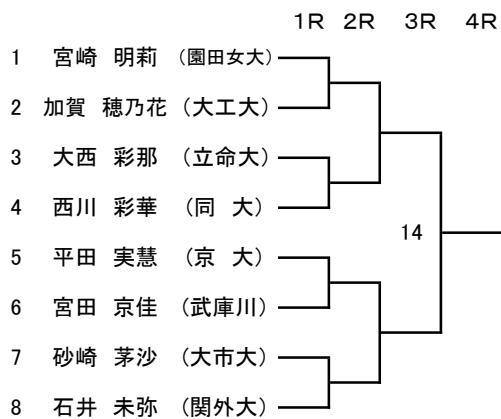 1R 2R 3R 4R
1 宮崎 明莉 (園田女大)
2 加賀 穂乃花 (大工大)
3 大西 彩那 (立命大)
4 西川 彩華 (同 大)
14
5 平田 実慧 (京 大)
6 宮田 京佳 (武庫川)
7 砂崎 茅沙 (大市大)
8 石井 未弥 (関外大)